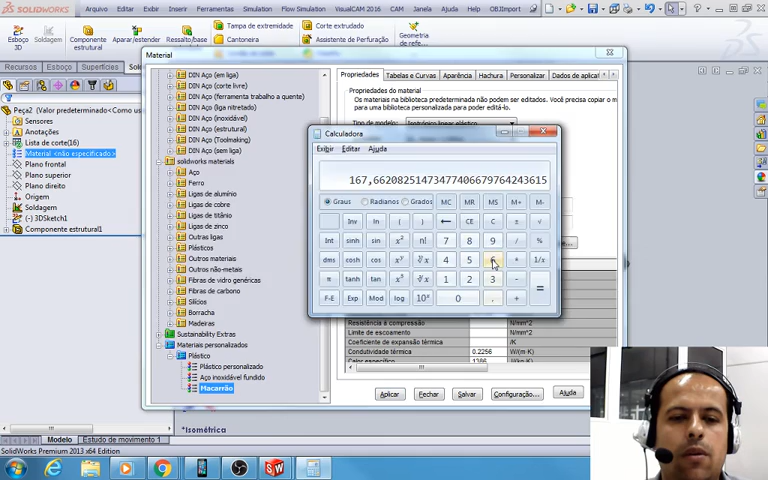 SOLIDWORKS
Arquivo
Editar
Exibir
Inserir
Ferramentas
Simulation
Toolbox
Flow Simulation
VisualCAM 2016
CAM
Janela
Ajuda
OBJImport
Esboço
3D
Soldagem
Componente
estrutural
Aparar/estender
Ressalto/base
Tampa de extremidade
Corte extrudado
Assistente de Perfuração
Geometria
de ref...
Recursos
Esboço
Superfícies
Peça2 (Valor predeterminado<Como us
Sensores
Anotações
Lista de corte(16)
Material <não especificado>
Plano frontal
Plano superior
Plano direito
Origem
Soldagem
(-) 3DSketch1
Componente estrutural1
Material
DIN Aço (em liga)
DIN Aço (corte livre)
DIN Aço (ferramenta trabalho a quente)
DIN Aço (liga nitretado)
DIN Aço (inoxidável)
DIN Aço (estrutural)
DIN Aço (Toolmaking)
DIN Aço (sem liga)
solidworks materials
Aço
Ferro
Ligas de alumínio
Ligas de cobre
Ligas de titânio
Ligas de zinco
Outras ligas
Plásticos
Outros materiais
Outros não-metais
Fibras de vidro genéricas
Fibras de carbono
Silícios
Borracha
Madeiras
Sustainability Extras
Materiais personalizados
Plástico
Plástico personalizado
Aço inoxidável fundido
Macarrão
Propriedades
Tabelas e Curvas
Aparência
Hachura
Personalizar
Dados de aplicat
Propriedades do material
Os materiais na biblioteca predeterminada não podem ser editados. Você precisa copiar o m
para uma biblioteca personalizada para poder editá-lo.
Tipo de modelo:
Isotrópico linear elástico
Calculadora
Exibir
Editar
Ajuda
167,66208251473477406679764243615
Graus
Radianos
Grados
MC
MR
MS
M+
M-
Inv
ln
(
)
←
CE
C
±
√
Int
sinh
sin
x²
n!
7
8
9
/
%
dms
cosh
cos
xʸ
ʸ√x
4
5
6
*
1/x
π
tanh
tan
x³
³√x
1
2
3
-
=
F-E
Exp
Mod
log
10ˣ
0
,
+
Resistência à compressão
N/mm^2
Limite de escoamento
N/mm^2
Coeficiente de expansão térmica
/K
Condutividade térmica
0.2256
W/(m·K)
Calor específico
1386
Aplicar
Fechar
Salvar
Configuração...
Ajuda
*Isométrica
Modelo
Estudo de movimento 1
SolidWorks Premium 2013 x64 Edition